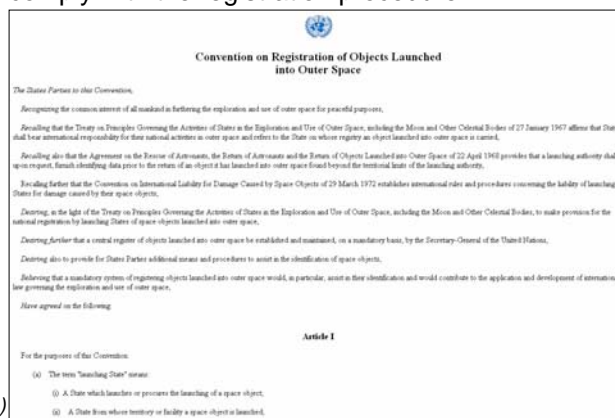 Convention on Registration of Objects Launched
into Outer Space
The States Parties to this Convention,
Recognizing the common interest of all mankind in furthering the exploration and use of outer space for peaceful purposes,
Recalling that the Treaty on Principles Governing the Activities of States in the Exploration and Use of Outer Space, including the Moon and Other Celestial Bodies of 27 January 1967 affirms that Stat
shall bear international responsibility for their national activities in outer space and refers to the State on whose registry an object launched into outer space is carried,
Recalling also that the Agreement on the Rescue of Astronauts, the Return of Astronauts and the Return of Objects Launched into Outer Space of 22 April 1968 provides that a launching authority shal
upon request, furnish identifying data prior to the return of an object it has launched into outer space found beyond the territorial limits of the launching authority,
Recalling further that the Convention on International Liability for Damage Caused by Space Objects of 29 March 1972 establishes international rules and procedures concerning the liability of launching
States for damage caused by their space objects,
Desiring, in the light of the Treaty on Principles Governing the Activities of States in the Exploration and Use of Outer Space, including the Moon and Other Celestial Bodies, to make provision for the
national registration by launching States of space objects launched into outer space,
Desiring further that a central register of objects launched into outer space be established and maintained, on a mandatory basis, by the Secretary-General of the United Nations,
Desiring also to provide for States Parties additional means and procedures to assist in the identification of space objects,
Believing that a mandatory system of registering objects launched into outer space would, in particular, assist in their identification and would contribute to the application and development of internation
law governing the exploration and use of outer space,
Have agreed on the following:
Article I
For the purposes of this Convention:
(a) The term "launching State" means:
(i) A State which launches or procures the launching of a space object;
(ii) A State from whose territory or facility a space object is launched;